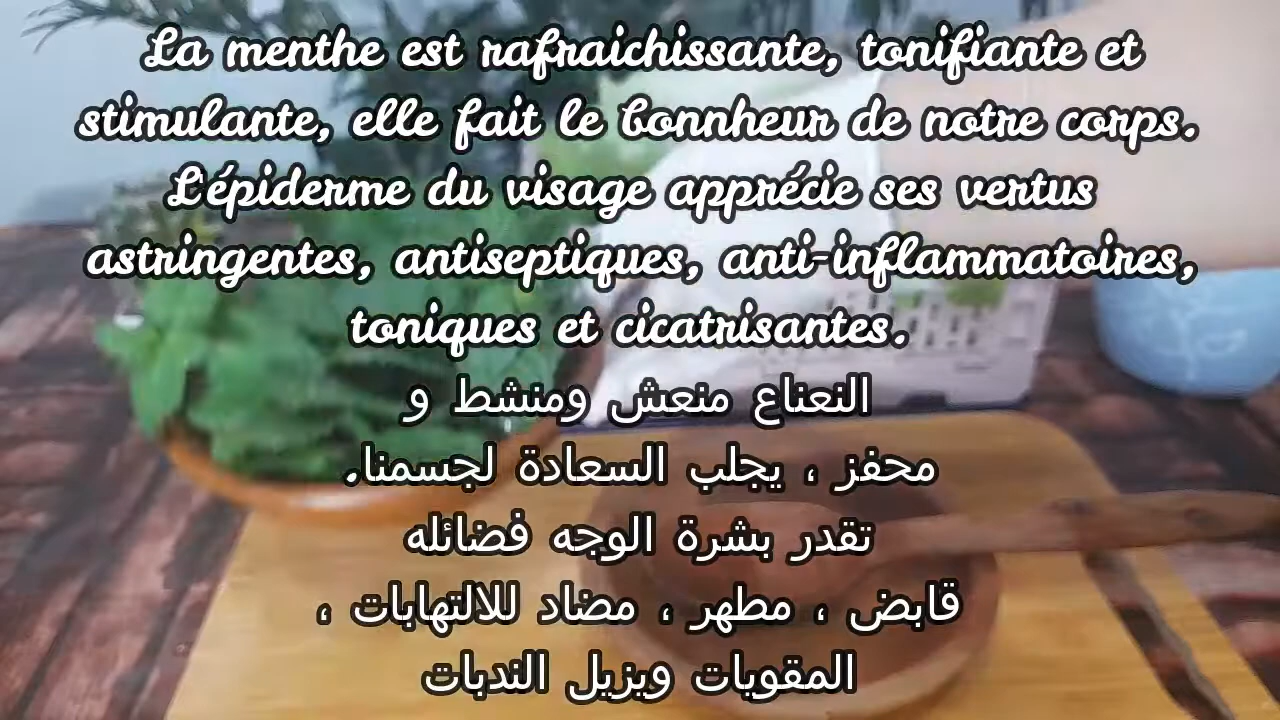 La menthe est rafraichissante, tonifiante et
stimulante, elle fait le bonnheur de notre corps.
L'épiderme du visage apprécie ses vertus
astringentes, antiseptiques, anti-inflammatoires,
toniques et cicatrisantes.
النعناع منعش ومنشط و
محفز ، يجلب السعادة لجسمنا.
تقدر بشرة الوجه فضائله
قابض ، مطهر ، مضاد للالتهابات ،
المقويات ويزيل الندبات